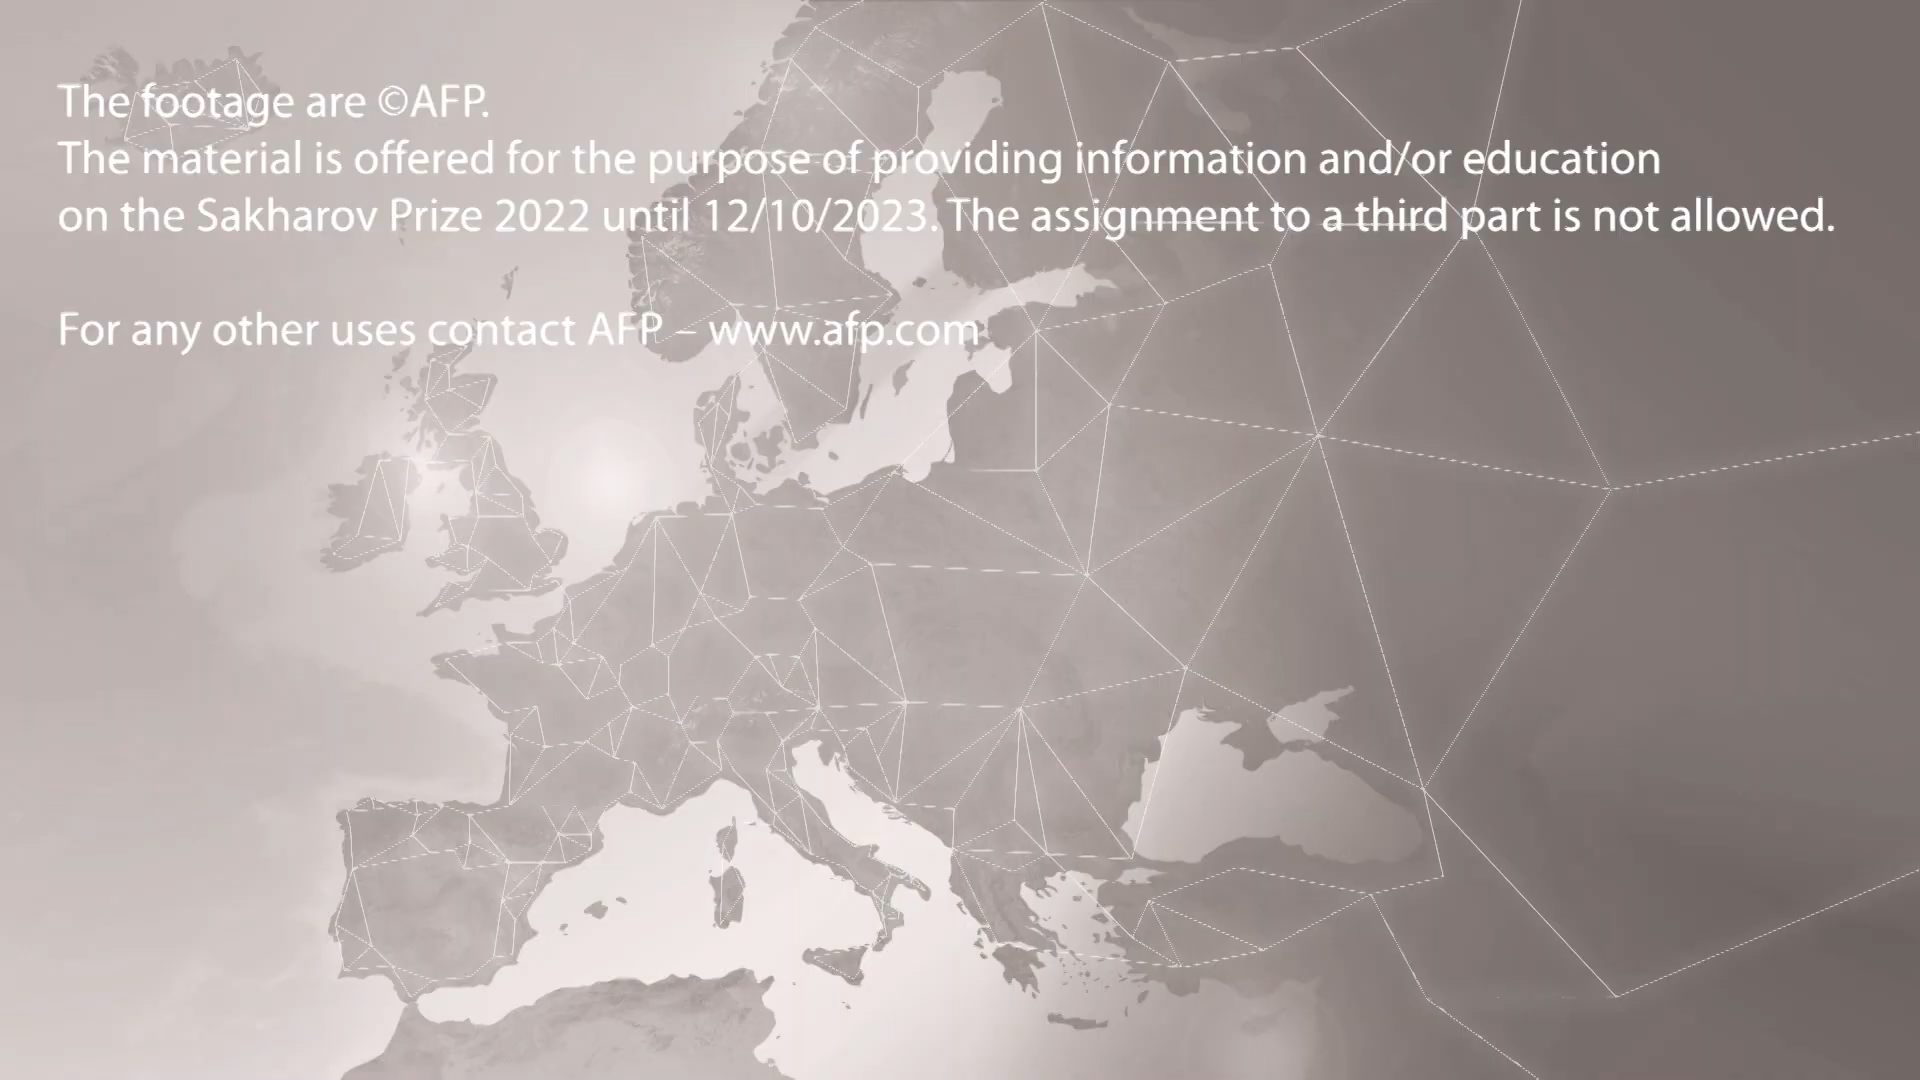 The footage are ©AFP.
The material is offered for the purpose of providing information and/or education
on the Sakharov Prize 2022 until 12/10/2023. The assignment to a third part is not allowed.
For any other uses contact AFP – www.afp.com